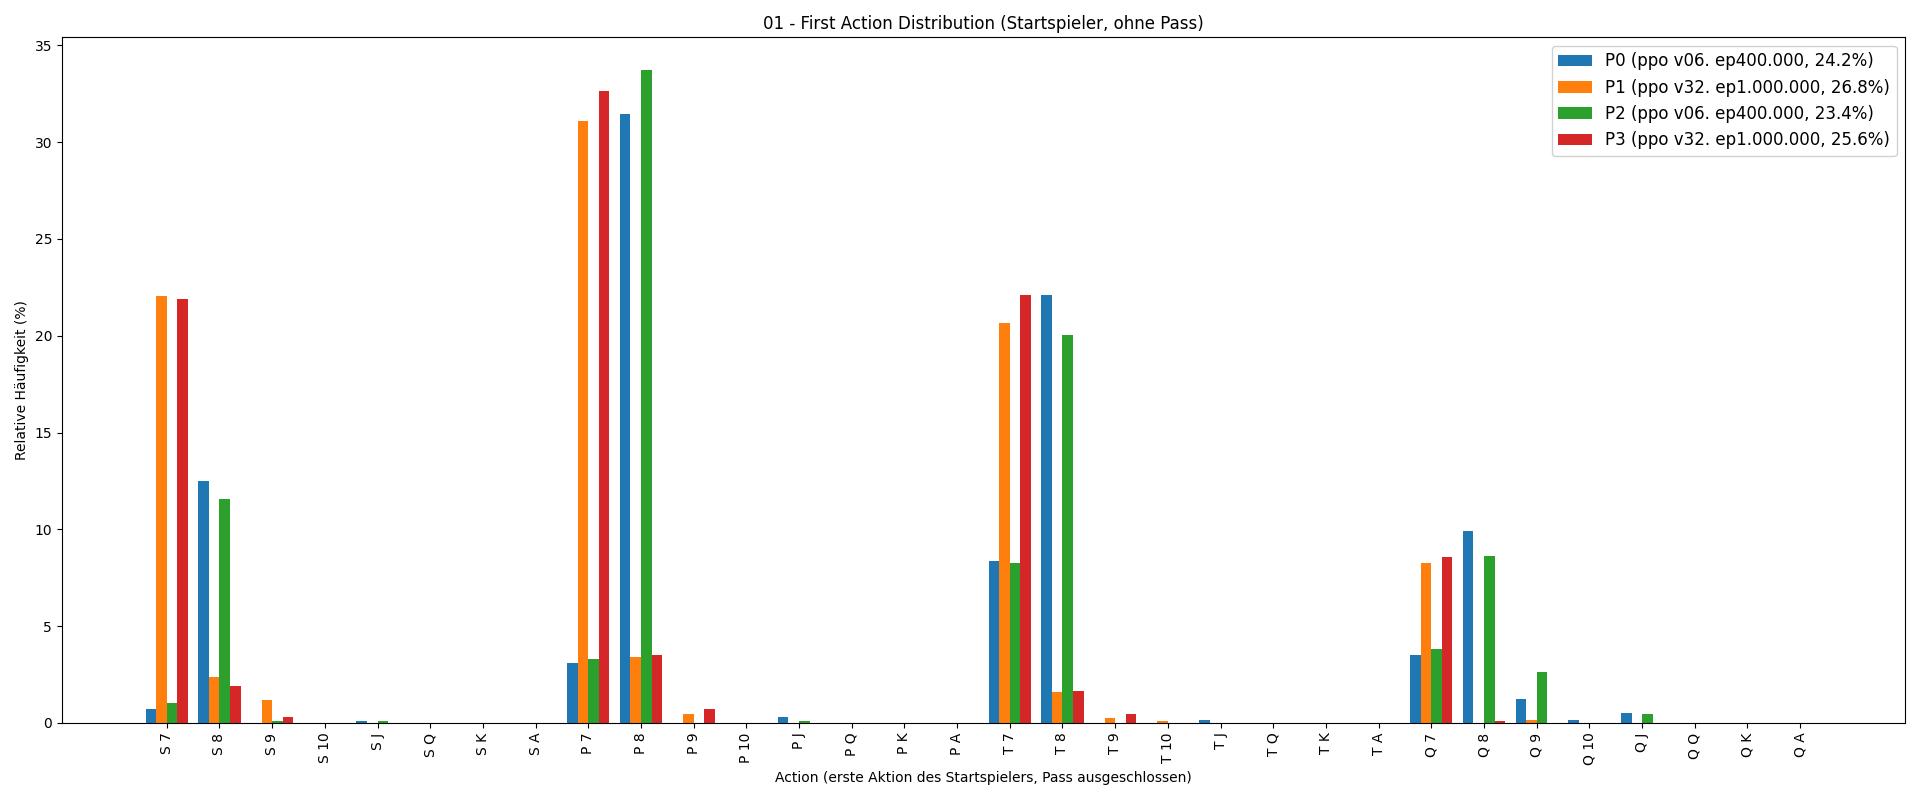 01 - First Action Distribution (Startspieler, ohne Pass)
P0 (ppo v06. ep400.000, 24.2%)
P1 (ppo v32. ep1.000.000, 26.8%)
P2 (ppo v06. ep400.000, 23.4%)
P3 (ppo v32. ep1.000.000, 25.6%)
Relative Häufigkeit (%)
35
30
25
20
15
10
5
0
S 7
S 8
S 9
S 10
S J
S Q
S K
S A
P 7
P 8
P 9
P 10
P J
P Q
P K
P A
T 7
T 8
T 9
T 10
T J
T Q
T K
T A
Q 7
Q 8
Q 9
Q 10
Q J
Q Q
Q K
Q A
Action (erste Aktion des Startspielers, Pass ausgeschlossen)